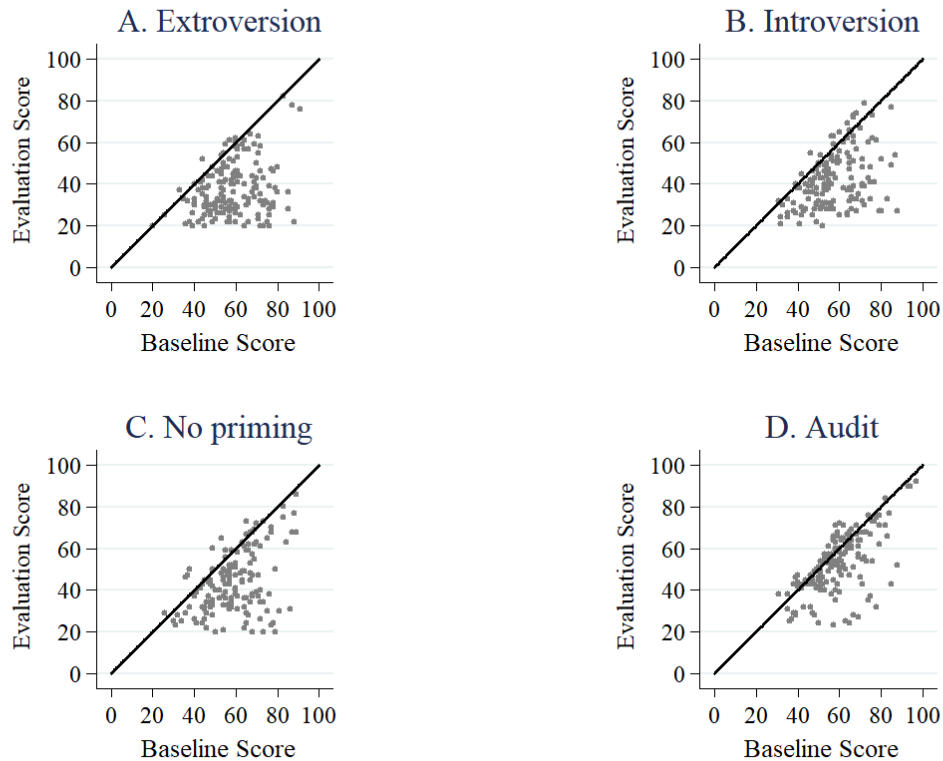 A. Extroversion
100
80
60
40
20
0
Evaluation Score
0 20 40 60 80 100
Baseline Score
B. Introversion
100
80
60
40
20
0
Evaluation Score
0 20 40 60 80 100
Baseline Score
C. No priming
100
80
60
40
20
0
Evaluation Score
0 20 40 60 80 100
Baseline Score
D. Audit
100
80
60
40
20
0
Evaluation Score
0 20 40 60 80 100
Baseline Score